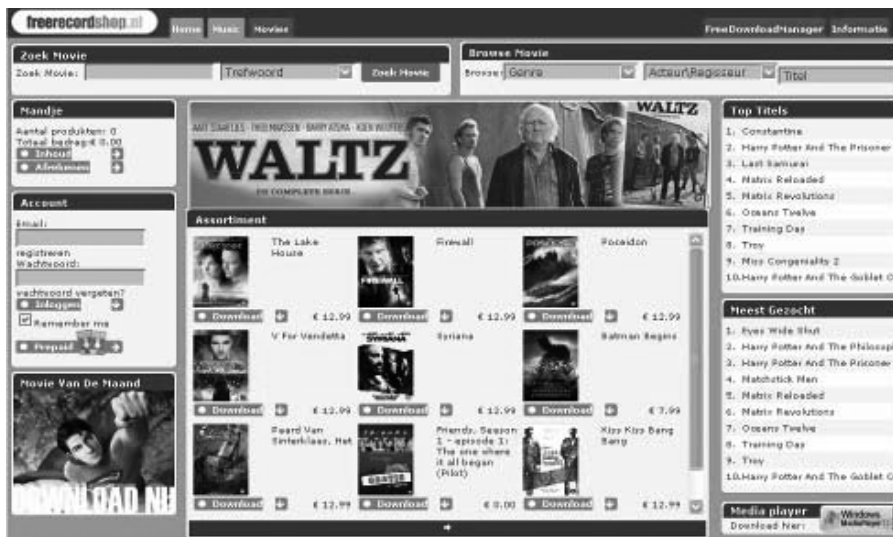 freerecordshop.nl
Home Music Movies
FreeDownloadManager Informatie
Zoek Movie
Zoek Movie: Trefwoord Zoek Movie
Browse Movie
Browse: Genre Acteur\Regisseur Titel
Mandje
Aantal produkten: 0
Totaal bedrag: € 0.00
Inhoud
Afrekenen
Account
Email:
registreren
Wachtwoord:
wachtwoord vergeten?
Inloggen
Remember me
Prepaid
Movie Van De Maand
DOWNLOAD NU
WALTZ
DE COMPLETE SERIE
WALTZ
Assortiment
The Lake
House
Download € 12.99
Firewall
FIREWALL
Download € 12.99
Poseidon
POSEIDON
Download € 12.99
V For Vendetta
Download € 12.99
Syriana
SYRIANA
Download € 12.99
Batman Begins
Download € 7.99
Paard Van
Sinterklaas, Het
Download € 12.99
Friends, Season
1 - episode 1:
The one where
it all began
(Pilot)
GRATIS
Download € 0.00
Kiss Kiss Bang
Bang
Download € 12.99
Top Titels
1. Constantine
2. Harry Potter And The Prisoner
3. Last Samurai
4. Matrix Reloaded
5. Matrix Revolutions
6. Oceans Twelve
7. Training Day
8. Troy
9. Miss Congeniality 2
10. Harry Potter And The Goblet O
Meest Gezocht
1. Eyes Wide Shut
2. Harry Potter And The Philosop
3. Harry Potter And The Prisoner
4. Matchstick Men
5. Matrix Reloaded
6. Matrix Revolutions
7. Oceans Twelve
8. Training Day
9. Troy
10. Harry Potter And The Goblet O
Media player
Download hier: Windows
MediaPlayer